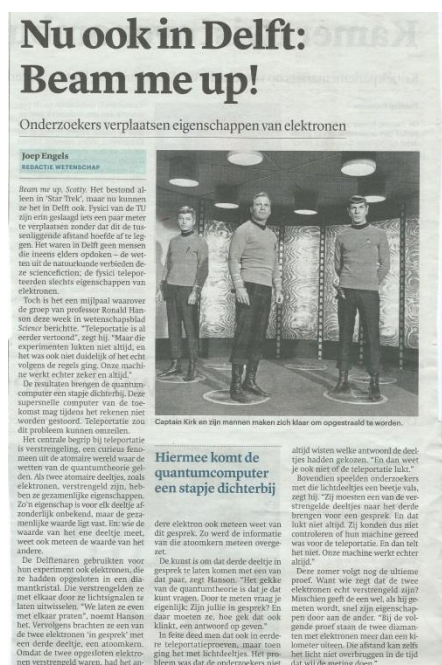 Nu ook in Delft:
Beam me up!
Onderzoekers verplaatsen eigenschappen van elektronen
Joep Engels
REDACTIE WETENSCHAP
Beam me up, Scotty. Het bestond al-
leen in 'Star Trek', maar nu kunnen
ze het in Delft ook. Fysici van de TU
zijn erin geslaagd iets een paar meter
te verplaatsen zonder dat dit de tus-
senliggende afstand hoefde af te leg-
gen. Het waren in Delft geen mensen
die ineens elders opdoken – de wet-
ten uit de natuurkunde verbieden de-
ze sciencefiction; de fysici telepor-
teerden slechts eigenschappen van
elektronen.
Toch is het een mijlpaal waarover
de groep van professor Ronald Han-
son deze week in wetenschapsblad
Science berichtte. "Teleportatie is al
eerder vertoond", zegt hij. "Maar die
experimenten lukten niet altijd, en
het was ook niet duidelijk of het echt
volgens de regels ging. Onze machi-
ne werkt echter zeker en altijd."
De resultaten brengen de quantum-
computer een stapje dichterbij. Deze
supersnelle computer van de toe-
komst mag tijdens het rekenen niet
worden gestoord. Teleportatie zou
dit probleem kunnen omzeilen.
Het centrale begrip bij teleportatie
is verstrengeling, een curieus feno-
meen uit de atomaire wereld waar de
wetten van de quantumtheorie gel-
den. Als twee atomaire deeltjes, zoals
elektronen, verstrengeld zijn, heb-
ben ze gezamenlijke eigenschappen.
Zo'n eigenschap is voor elk deeltje af-
zonderlijk onbekend, maar de geza-
menlijke waarde ligt vast. En: wie de
waarde van het ene deeltje meet,
weet ook meteen de waarde van het
andere.
De Delftenaren gebruikten voor
hun experiment ook elektronen, die
ze hadden opgesloten in een dia-
mantkristal. Die verstrengelden ze
met elkaar door ze lichtsignalen te
laten uitwisselen. "We laten ze even
met elkaar praten", noemt Hanson
het. Vervolgens brachten ze een van
de twee elektronen 'in gesprek' met
een derde deeltje, een atoomkern.
Omdat de twee opgesloten elektro-
nen verstrengeld waren, had het an-
Captain Kirk en zijn mannen maken zich klaar om opgestraald te worden.
Hiermee komt de
quantumcomputer
een stapje dichterbij
dere elektron ook meteen weet van
dit gesprek. Zo werd de informatie
van die atoomkern meteen overge-
zet.
De kunst is om dat derde deeltje in
gesprek te laten komen met een van
dat paar, zegt Hanson. "Het gekke
van de quantumtheorie is dat je dat
kunt vragen. Door te meten vraag je
eigenlijk: Zijn jullie in gesprek? En
daar moeten ze, hoe gek dat ook
klinkt, een antwoord op geven."
In feite deed men dat ook in eerde-
re teleportatieproeven, maar toen
ging het met lichtdeeltjes. Het pro-
bleem was dat de onderzoekers niet
altijd wisten welke antwoord de deel-
tjes hadden gekozen. "En dan weet
je ook niet of de teleportatie lukt."
Bovendien speelden onderzoekers
met die lichtdeeltjes een beetje vals,
zegt hij. "Zij moesten een van de ver-
strengelde deeltjes naar het derde
brengen voor een gesprek. En dat
lukt niet altijd. Zij konden dus niet
controleren of hun machine gereed
was voor de teleportatie. En dan telt
het niet. Onze machine werkt echter
altijd."
Deze zomer volgt nog de ultieme
proef. Want wie zegt dat de twee
elektronen echt verstrengeld zijn?
Misschien geeft de een wel, als hij ge-
meten wordt, snel zijn eigenschap-
pen door aan de ander. "Bij de vol-
gende proef staan de twee diaman-
ten met elektronen meer dan een ki-
lometer uiteen. Die afstand kan zelfs
het licht niet overbruggen in de tijd
dat wij de meting doen."